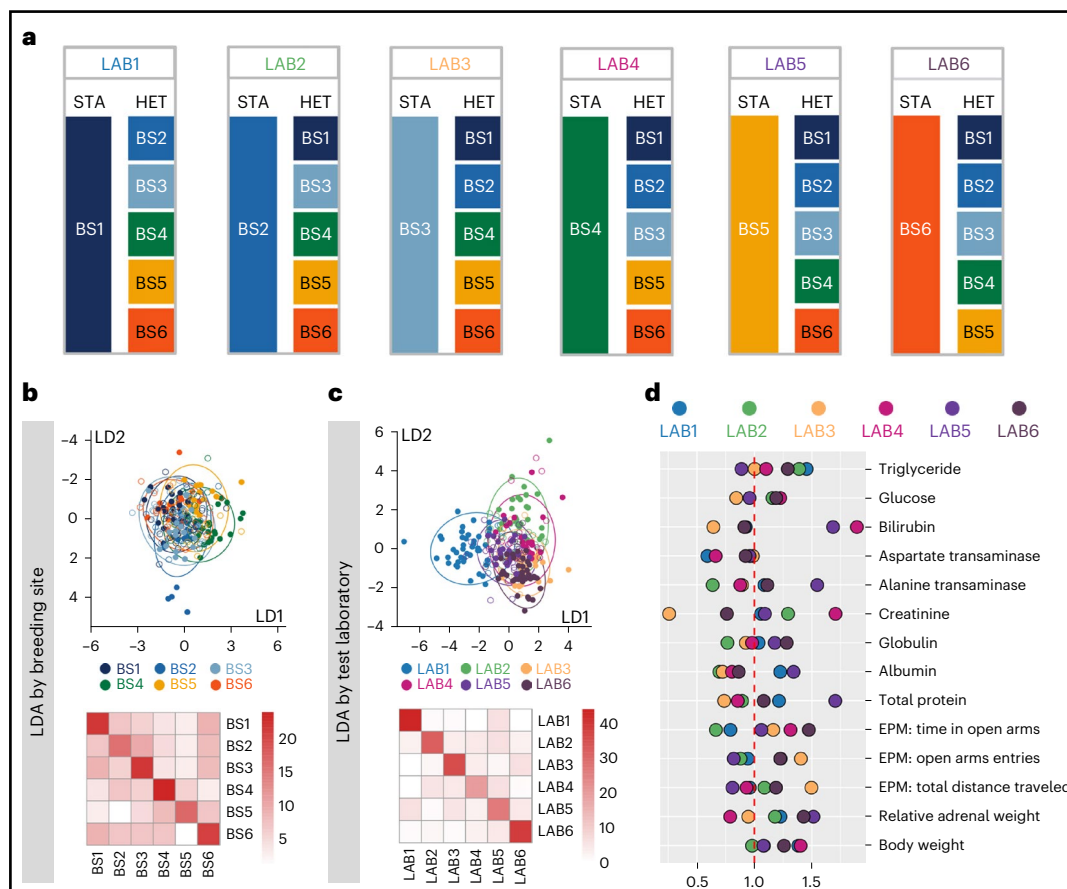 a
LAB1 LAB2 LAB3 LAB4 LAB5 LAB6
STA HET STA HET STA HET STA HET STA HET STA HET
BS2 BS1 BS1 BS1 BS1 BS1
BS3 BS3 BS2 BS2 BS2 BS2
BS1 BS4 BS2 BS4 BS3 BS4 BS4 BS3 BS5 BS3 BS6 BS3
BS5 BS5 BS5 BS5 BS4 BS4
BS6 BS6 BS6 BS6 BS6 BS5
b
LDA by breeding site
LD2
−4
−2
0
2
4
LD1
−6 −3 0 3 6
BS1 BS2 BS3
BS4 BS5 BS6
BS1
BS2
BS3
BS4
BS5
BS6
BS1 BS2 BS3 BS4 BS5 BS6
20
15
10
5
c
LDA by test laboratory
LD2
6
4
2
0
−2
−4
LD1
−6 −4 −2 0 2 4
LAB1 LAB2 LAB3
LAB4 LAB5 LAB6
LAB1
LAB2
LAB3
LAB4
LAB5
LAB6
LAB1 LAB2 LAB3 LAB4 LAB5 LAB6
40
30
20
10
0
d
LAB1 LAB2 LAB3 LAB4 LAB5 LAB6
Triglyceride
Glucose
Bilirubin
Aspartate transaminase
Alanine transaminase
Creatinine
Globulin
Albumin
Total protein
EPM: time in open arms
EPM: open arms entries
EPM: total distance traveled
Relative adrenal weight
Body weight
0.5 1.0 1.5